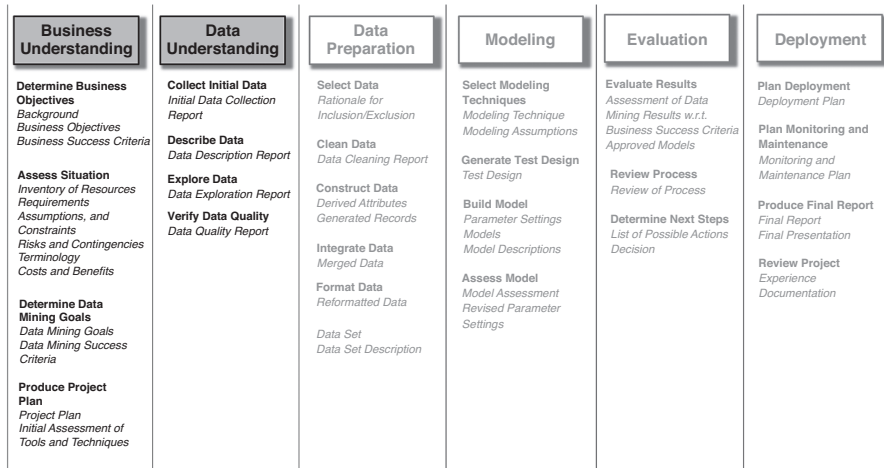 Business
Understanding
Determine Business
Objectives
Background
Business Objectives
Business Success Criteria
Assess Situation
Inventory of Resources
Requirements
Assumptions, and
Constraints
Risks and Contingencies
Terminology
Costs and Benefits
Determine Data
Mining Goals
Data Mining Goals
Data Mining Success
Criteria
Produce Project
Plan
Project Plan
Initial Assessment of
Tools and Techniques
Data
Understanding
Collect Initial Data
Initial Data Collection
Report
Describe Data
Data Description Report
Explore Data
Data Exploration Report
Verify Data Quality
Data Quality Report
Data
Preparation
Select Data
Rationale for
Inclusion/Exclusion
Clean Data
Data Cleaning Report
Construct Data
Derived Attributes
Generated Records
Integrate Data
Merged Data
Format Data
Reformatted Data
Data Set
Data Set Description
Modeling
Select Modeling
Techniques
Modeling Technique
Modeling Assumptions
Generate Test Design
Test Design
Build Model
Parameter Settings
Models
Model Descriptions
Assess Model
Model Assessment
Revised Parameter
Settings
Evaluation
Evaluate Results
Assessment of Data
Mining Results w.r.t.
Business Success Criteria
Approved Models
Review Process
Review of Process
Determine Next Steps
List of Possible Actions
Decision
Deployment
Plan Deployment
Deployment Plan
Plan Monitoring and
Maintenance
Monitoring and
Maintenance Plan
Produce Final Report
Final Report
Final Presentation
Review Project
Experience
Documentation